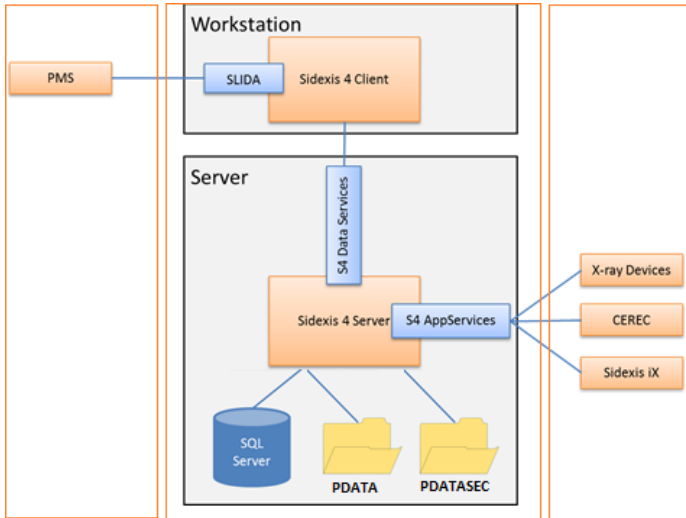 Workstation
PMS
SLIDA
Sidexis 4 Client
Server
S4 Data Services
X-ray Devices
Sidexis 4 Server
S4 AppServices
CEREC
Sidexis iX
SQL
Server
PDATA
PDATASEC